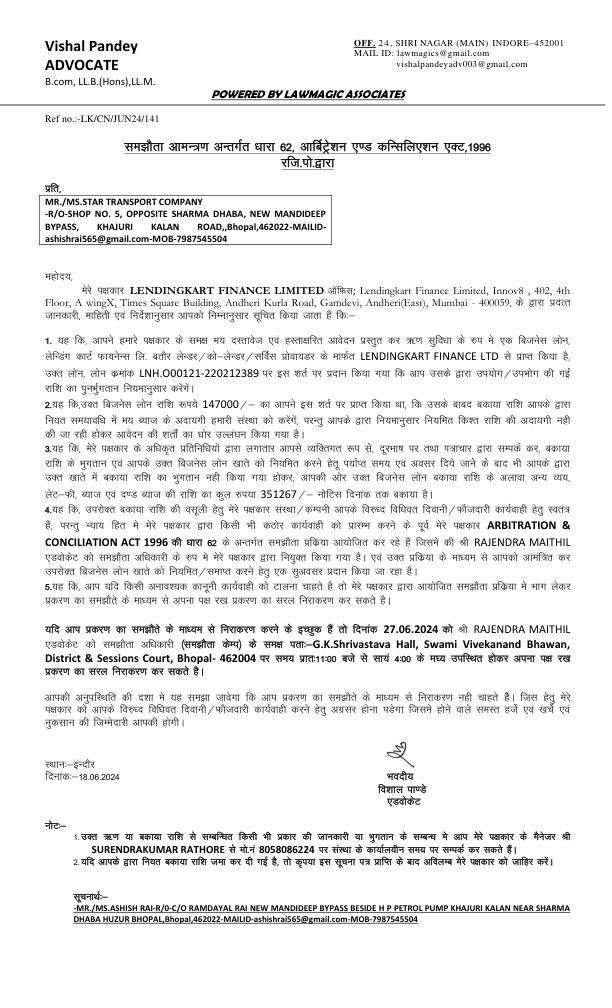 Vishal Pandey
ADVOCATE
B.com, LL.B.(Hons),LL.M.
OFF. 24, SHRI NAGAR (MAIN) INDORE–452001
MAIL ID: lawmagics@gmail.com
vishalpandeyadv003@gmail.com
POWERED BY LAWMAGIC ASSOCIATES
Ref no.:-LK/CN/JUN24/141
समझौता आमन्त्रण अन्तर्गत धारा 62, आर्बिट्रेशन एण्ड कन्सिलिएशन एक्ट,1996
रजि.पो.द्वारा
प्रति,
MR./MS.STAR TRANSPORT COMPANY
-R/O-SHOP NO. 5, OPPOSITE SHARMA DHABA, NEW MANDIDEEP
BYPASS, KHAJURI KALAN ROAD,,Bhopal,462022-MAILID-
ashishrai565@gmail.com-MOB-7987545504
महोदय,
मेरे पक्षकार LENDINGKART FINANCE LIMITED ऑफिस; Lendingkart Finance Limited, Innov8 , 402, 4th
Floor, A wingX, Times Square Building, Andheri Kurla Road, Gamdevi, Andheri(East), Mumbai - 400059, के द्वारा प्रदत्त
जानकारी, माहिती एवं निर्देशानुसार आपको निम्नानुसार सूचित किया जाता हैं कि:–
1. यह कि, आपने हमारे पक्षकार के समक्ष मय दस्तावेज एवं हस्ताक्षरित आवेदन प्रस्तुत कर ऋण सुविधा के रुप मे एक बिजनेस लोन,
लेन्डिंग कार्ट फायनेन्स लि. बतौर लेन्डर/को–लेन्डर/सर्विस प्रोवायडर के मार्फत LENDINGKART FINANCE LTD से प्राप्त किया है,
उक्त लोन, लोन क्रमांक LNH.O00121-220212389 पर इस शर्त पर प्रदान किया गया कि आप उसके द्वारा उपयोग/उपभोग की गई
राशि का पुनर्मुगतान नियमानुसार करेंगें।
2.यह कि,उक्त बिजनेस लोन राशि रूपये 147000/– का आपने इस शर्त पर प्राप्त किया था, कि उसके बाबद बकाया राशि आपके द्वारा
नियत समयावधि में मय ब्याज के अदायगी हमारी संस्था को करेंगें, परन्तु आपके द्वारा नियमानुसार नियमित किश्त राशि की अदायगी नही
की जा रही होकर आवेदन की शर्तो का घोर उल्लंघन किया गया है।
3.यह कि, मेरे पक्षकार के अधिकृत प्रतिनिधियों द्वारा लगातार आपसे व्यक्तिगत रूप से, दूरभाष पर तथा पत्राचार द्वारा सम्पर्क कर, बकाया
राशि के भुगतान एवं आपके उक्त बिजनेस लोन खाते को नियमित करने हेतू पर्याप्त समय एवं अवसर दिये जाने के बाद भी आपके द्वारा
उक्त खाते में बकाया राशि का भुगतान नही किया गया होकर, आपकी ओर उक्त बिजनेस लोन बकाया राशि के अलावा अन्य व्यय,
लेट–फी, ब्याज एवं दण्ड ब्याज की राशि का कुल रुपया 351267/– नोटिस दिनांक तक बकाया है।
4.यह कि, उपरोक्त बकाया राशि की वसूली हेतु मेरे पक्षकार संस्था/कंपनी आपके विरुध्द विधिवत दिवानी/फौजदारी कार्यवाही हेतु स्वतंत्र
हैं, परन्तु न्याय हित मे मेरे पक्षकार द्वारा किसी भी कठोर कार्यवाही को प्रारम्भ करने के पूर्व मेरे पक्षकार ARBITRATION &
CONCILIATION ACT 1996 की धारा 62 के अन्तर्गत समझौता प्रकिया आयोजित कर रहे हैं जिसमे की श्री RAJENDRA MAITHIL
एडवोकेट को समझौता अधिकारी के रुप मे मेरे पक्षकार द्वारा नियुक्त किया गया है। एवं उक्त प्रकिया के माध्यम से आपको आमंत्रित कर
उपरोक्त बिजनेस लोन खाते को नियमित/समाप्त करने हेतु एक सुअवसर प्रदान किया जा रहा है।
5.यह कि, आप यदि किसी अनावश्यक कानूनी कार्यवाही को टालना चाहते है तो मेरे पक्षकार द्वारा आयोजित समझौता प्रकिया मे भाग लेकर
प्रकरण का समझौते के माध्यम से अपना पक्ष रख प्रकरण का सरल निराकरण कर सकते है।
यदि आप प्रकरण का समझौते के माध्यम से निराकरण करने के इच्छुक हैं तो दिनांक 27.06.2024 को श्री RAJENDRA MAITHIL
एडवोकेट को समझौता अधिकारी (समझौता केम्प) के समक्ष पता:–G.K.Shrivastava Hall, Swami Vivekanand Bhawan,
District & Sessions Court, Bhopal- 462004 पर समय प्रात:11:00 बजे से सायं 4:00 के मघ्य उपस्थित होकर अपना पक्ष रख
प्रकरण का सरल निराकरण कर सकते है।
आपकी अनुपस्थिति की दशा मे यह समझा जावेगा कि आप प्रकरण का समझौते के माध्यम से निराकरण नही चाहते हैै। जिस हेतु मेरे
पक्षकार को आपके विरुध्द विधिवत दिवानी/फौजदारी कार्यवाही करने हेतु अग्रसर होना पडेगा जिसमे होने वाले समस्त हर्जे एवं खर्चे एवं
नुकसान की जिम्मेदारी आपकी होगी।
स्थान:–इंन्दौर
दिनांक:–18.06.2024
भवदीय
विशाल पाण्डे
एडवोकेट
नोट:–
1. उक्त ऋण या बकाया राशि से सम्बन्धित किसी भी प्रकार की जानकारी या भुगतान के सम्बन्ध मे आप मेरे पक्षकार के मैनेजर श्री
SURENDRAKUMAR RATHORE से मो.नं 8058086224 पर संस्था के कार्यालयीन समय पर सम्पर्क कर सकते हैं।
2. यदि आपके द्वारा नियत बकाया राशि जमा कर दी गई है, तो कृपया इस सूचना पत्र प्राप्ति के बाद अविलम्ब मेरे पक्षकार को जाहिर करें।
सूचनार्थ:–
-MR./MS.ASHISH RAI-R/0-C/O RAMDAYAL RAI NEW MANDIDEEP BYPASS BESIDE H P PETROL PUMP KHAJURI KALAN NEAR SHARMA
DHABA HUZUR BHOPAL,Bhopal,462022-MAILID-ashishrai565@gmail.com-MOB-7987545504